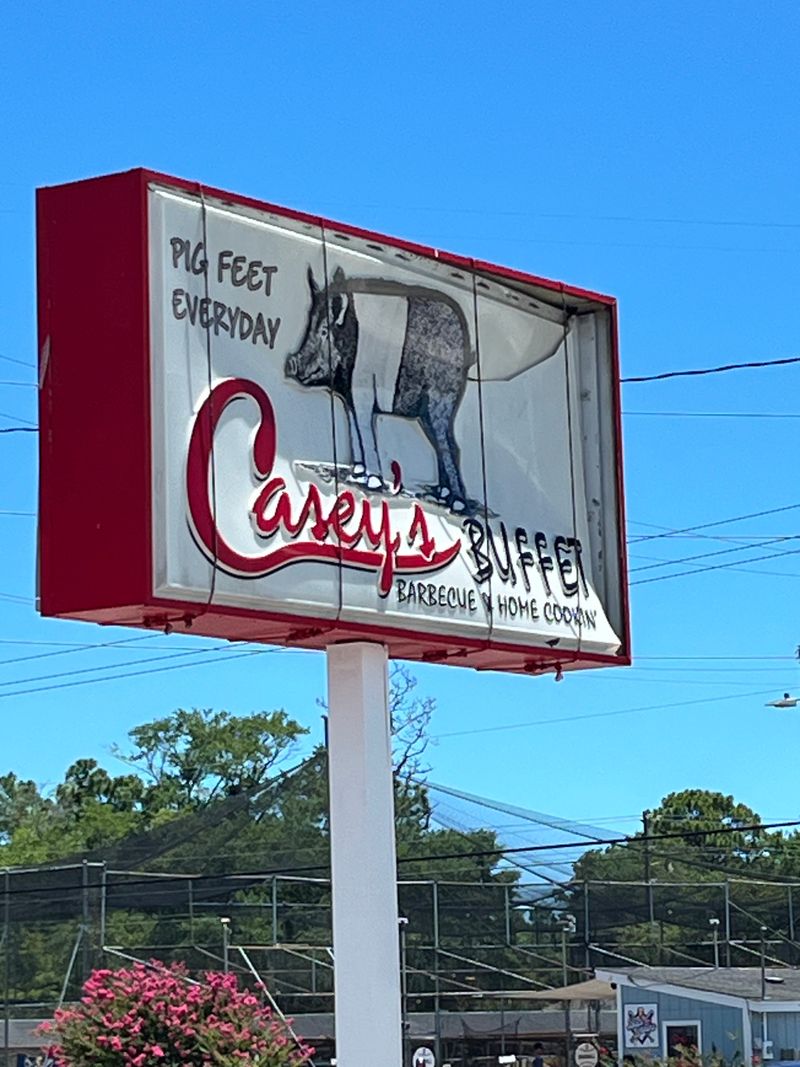 PIG FEET
EVERYDAY
Casey's BUFFET
BARBECUE & HOME COOKIN'